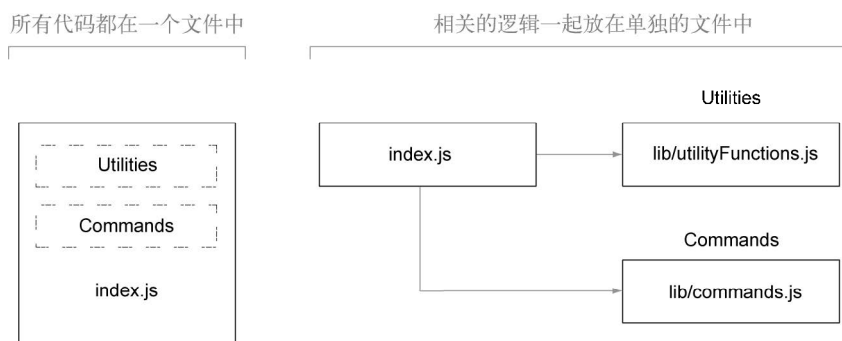 所有代码都在一个文件中
相关的逻辑一起放在单独的文件中
Utilities
Commands
index.js
index.js
Utilities
lib/utilityFunctions.js
Commands
lib/commands.js